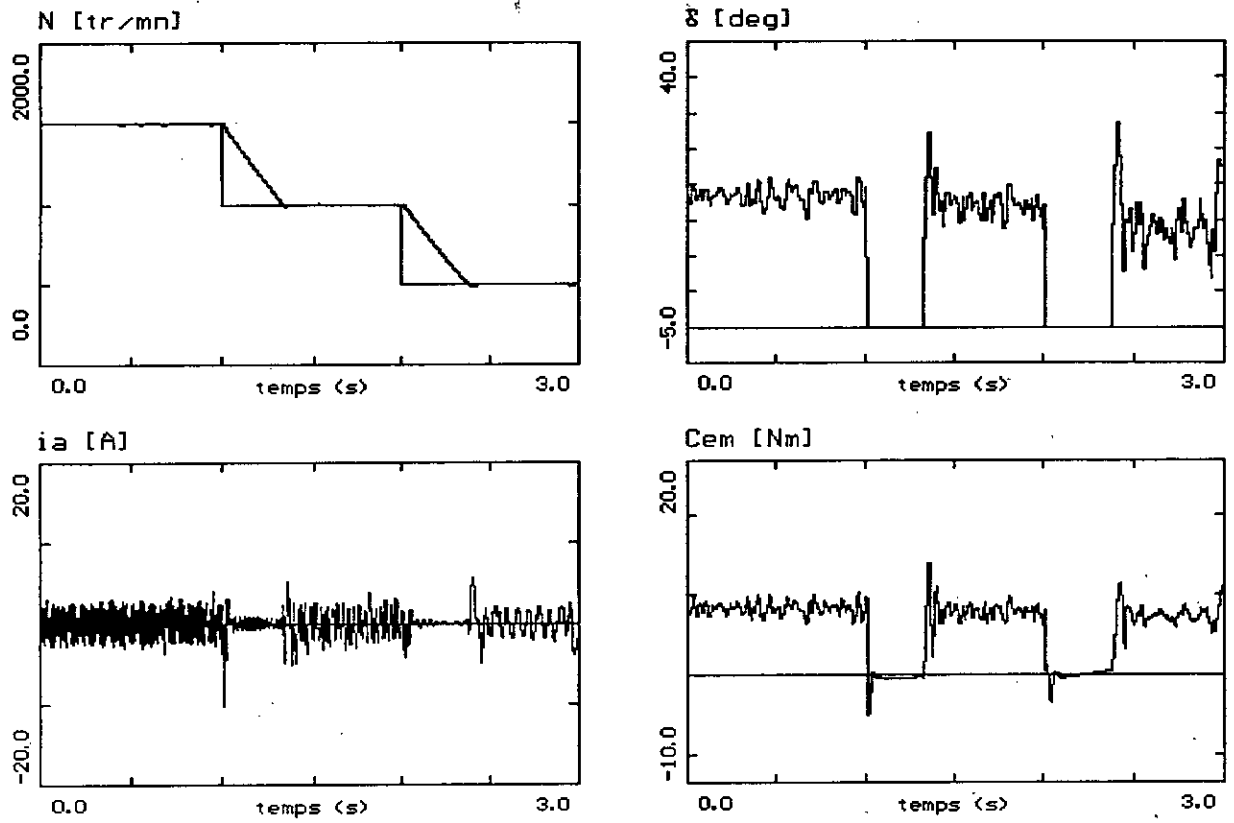 N [tr/mn]
2000.0
0.0
0.0 temps (s) 3.0
δ [deg]
40.0
-5.0
0.0 temps (s) 3.0
ia [A]
20.0
-20.0
0.0 temps (s) 3.0
Cem [Nm]
20.0
-10.0
0.0 temps (s) 3.0